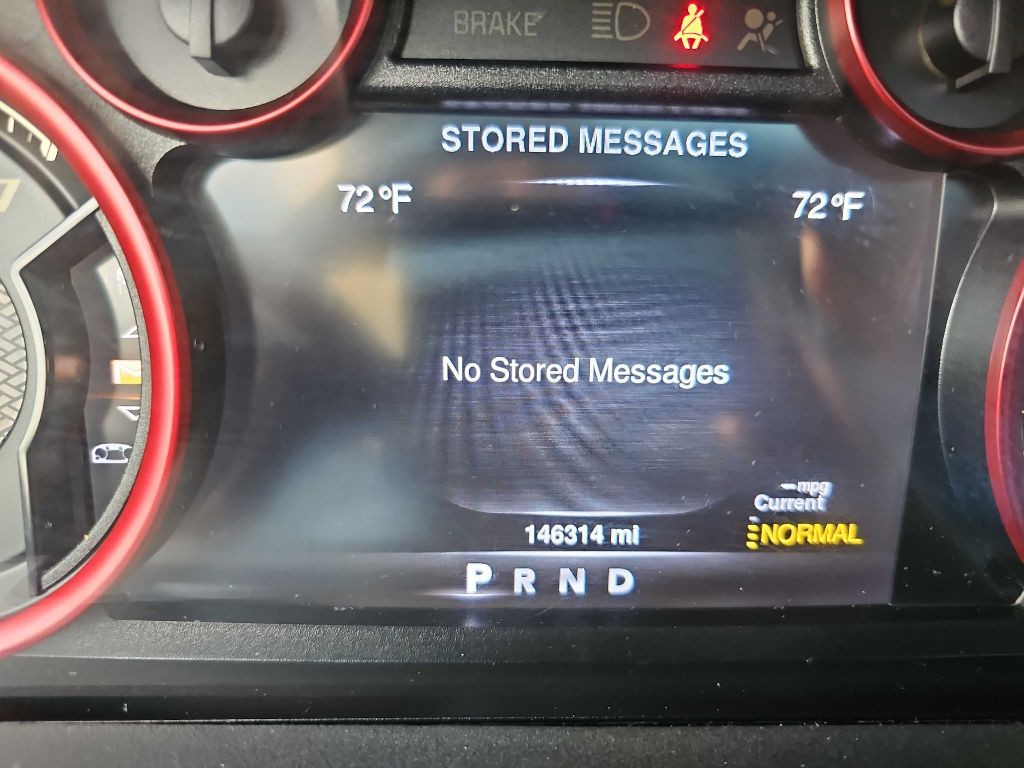 BRAKE
STORED MESSAGES
72°F
72°F
No Stored Messages
--mpg
Current
146314 mi
NORMAL
P R N D